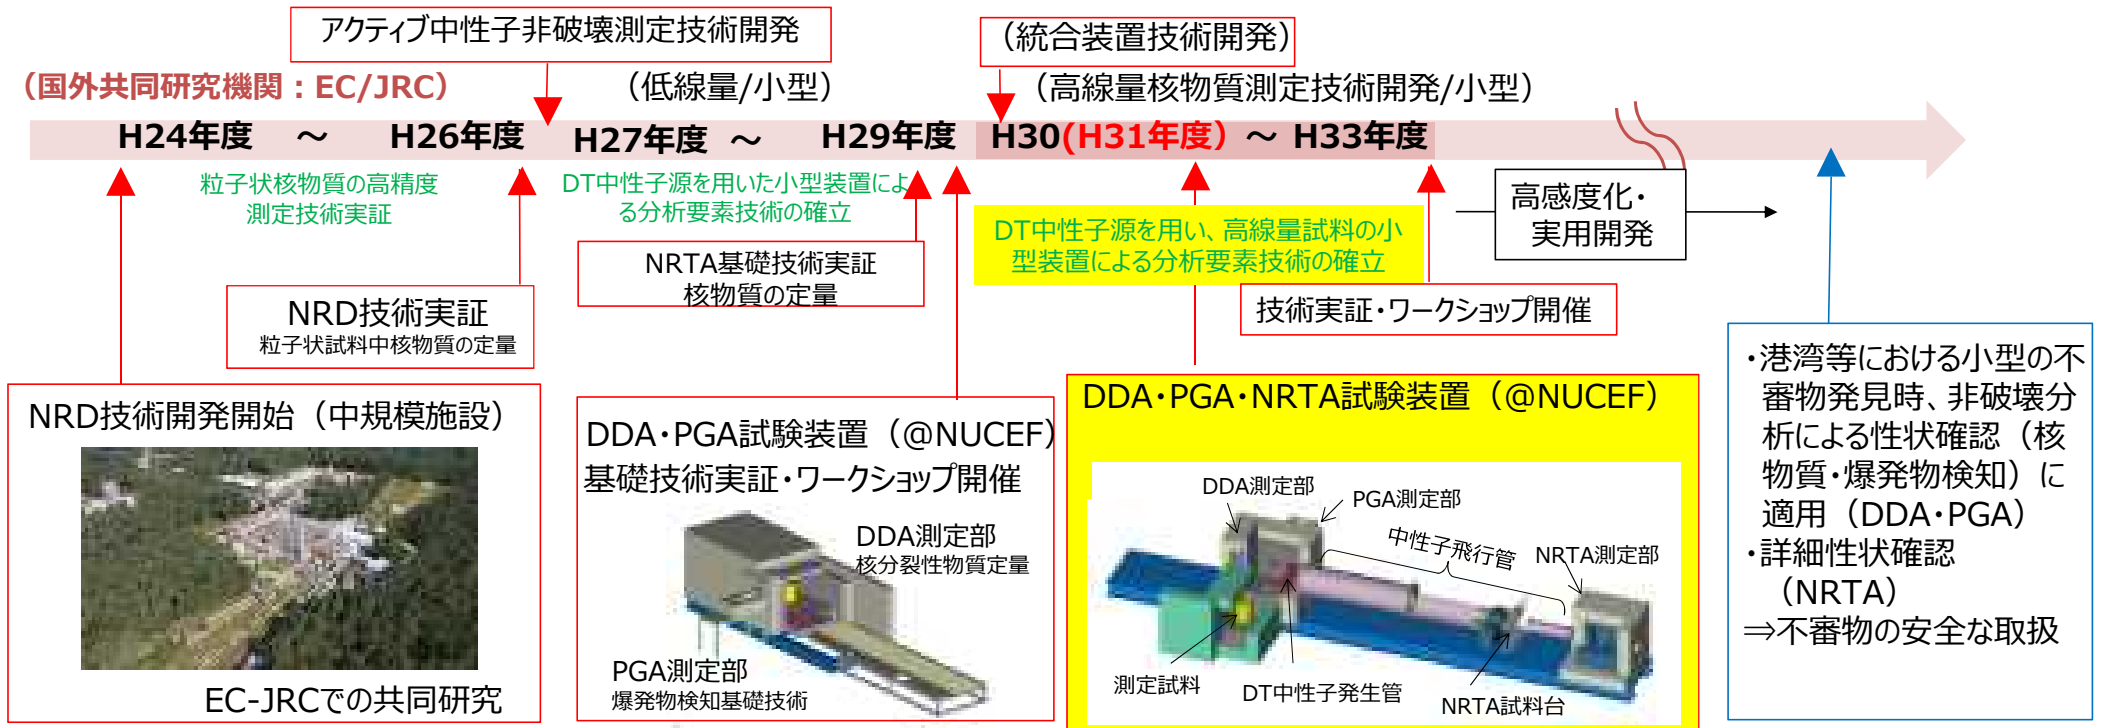 アクティブ中性子非破壊測定技術開発
（統合装置技術開発）
（国外共同研究機関：EC/JRC）
（低線量/小型）
（高線量核物質測定技術開発/小型）
H24年度　～　H26年度
H27年度　～　H29年度
H30(H31年度）～ H33年度
粒子状核物質の高精度
測定技術実証
DT中性子源を用いた小型装置によ
る分析要素技術の確立
DT中性子源を用い、高線量試料の小
型装置による分析要素技術の確立
高感度化・
実用開発
NRTA基礎技術実証
核物質の定量
NRD技術実証
粒子状試料中核物質の定量
技術実証・ワークショップ開催
NRD技術開発開始（中規模施設）
EC-JRCでの共同研究
DDA・PGA試験装置（@NUCEF）
基礎技術実証・ワークショップ開催
DDA測定部
核分裂性物質定量
PGA測定部
爆発物検知基礎技術
DDA・PGA・NRTA試験装置（@NUCEF）
DDA測定部
PGA測定部
中性子飛行管
NRTA測定部
測定試料
DT中性子発生管
NRTA試料台
・港湾等における小型の不
審物発見時、非破壊分
析による性状確認（核
物質・爆発物検知）に
適用（DDA・PGA）
・詳細性状確認
（NRTA）
⇒不審物の安全な取扱